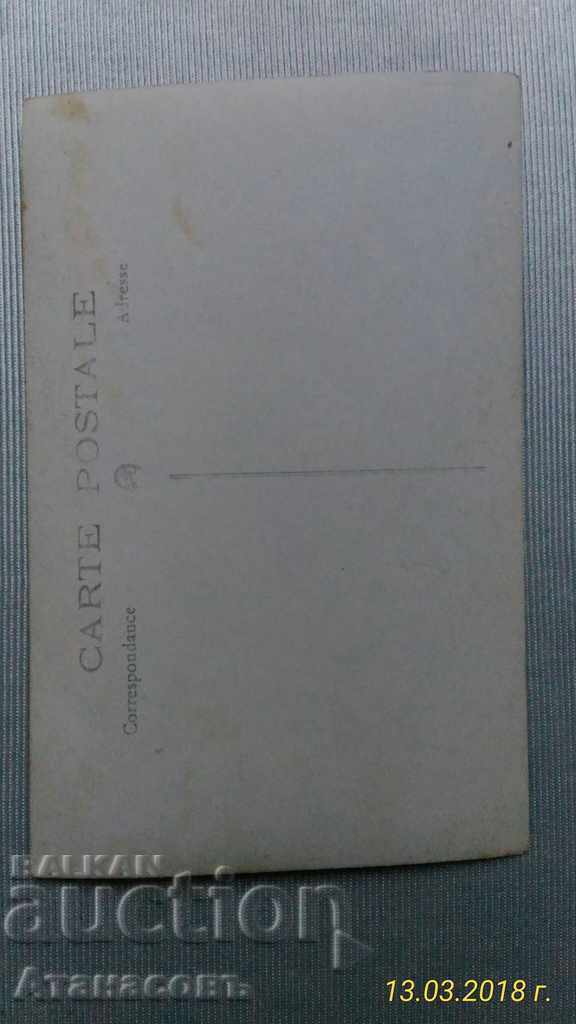 CARTE POSTALE
Correspondance
Adresse
BALKAN
auction
Атанасовъ
13.03.2018 г.